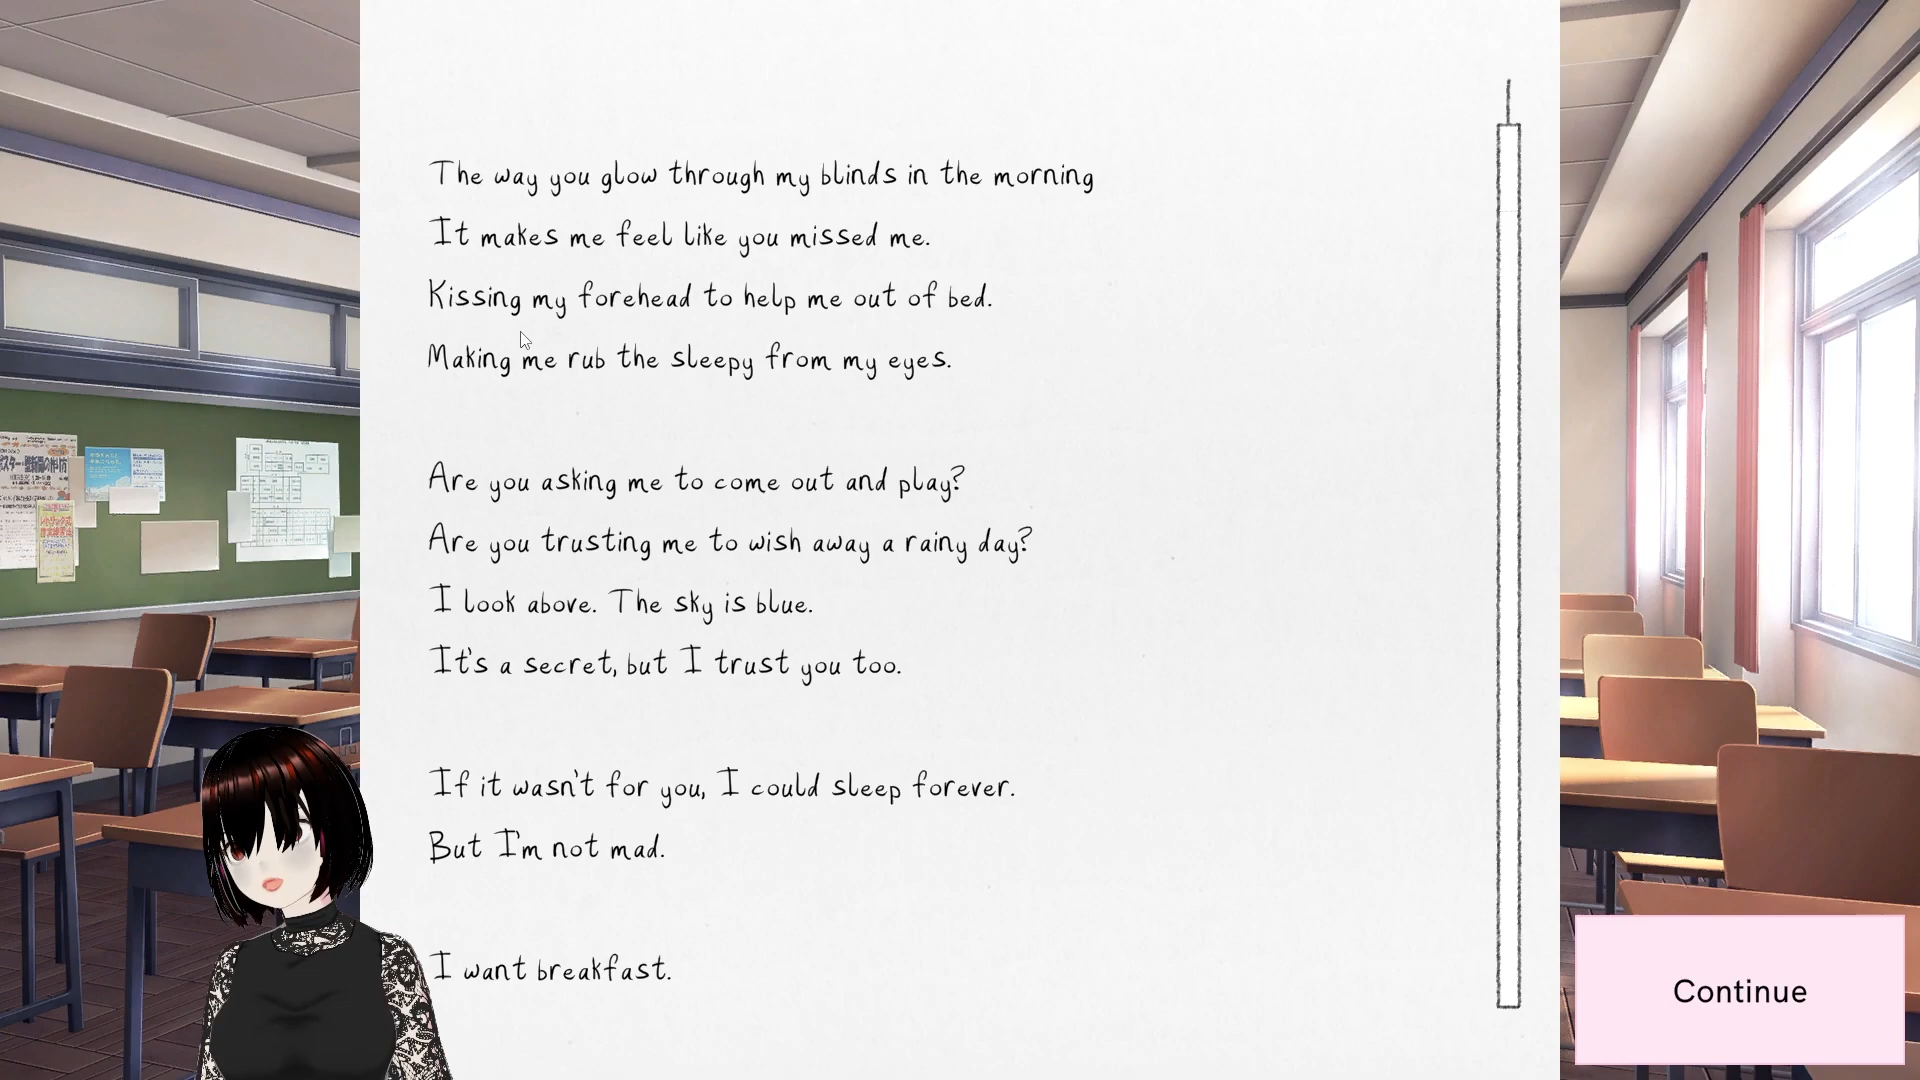 The way you glow through my blinds in the morning
It makes me feel like you missed me.
Kissing my forehead to help me out of bed.
Making me rub the sleepy from my eyes.
Are you asking me to come out and play?
Are you trusting me to wish away a rainy day?
I look above. The sky is blue.
It's a secret, but I trust you too.
If it wasn't for you, I could sleep forever.
But I'm not mad.
I want breakfast.
Continue